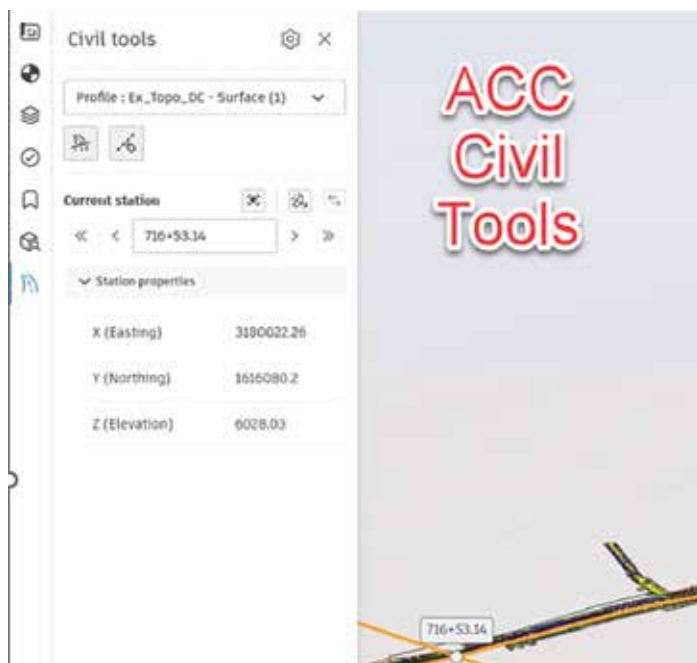 Civil tools
Profile : Ex_Topo_DC - Surface (1)
Current station
716+53.14
Station properties
X (Easting) 3180022.26
Y (Northing) 1616080.2
Z (Elevation) 6028.03
ACC
Civil
Tools
716+53.14